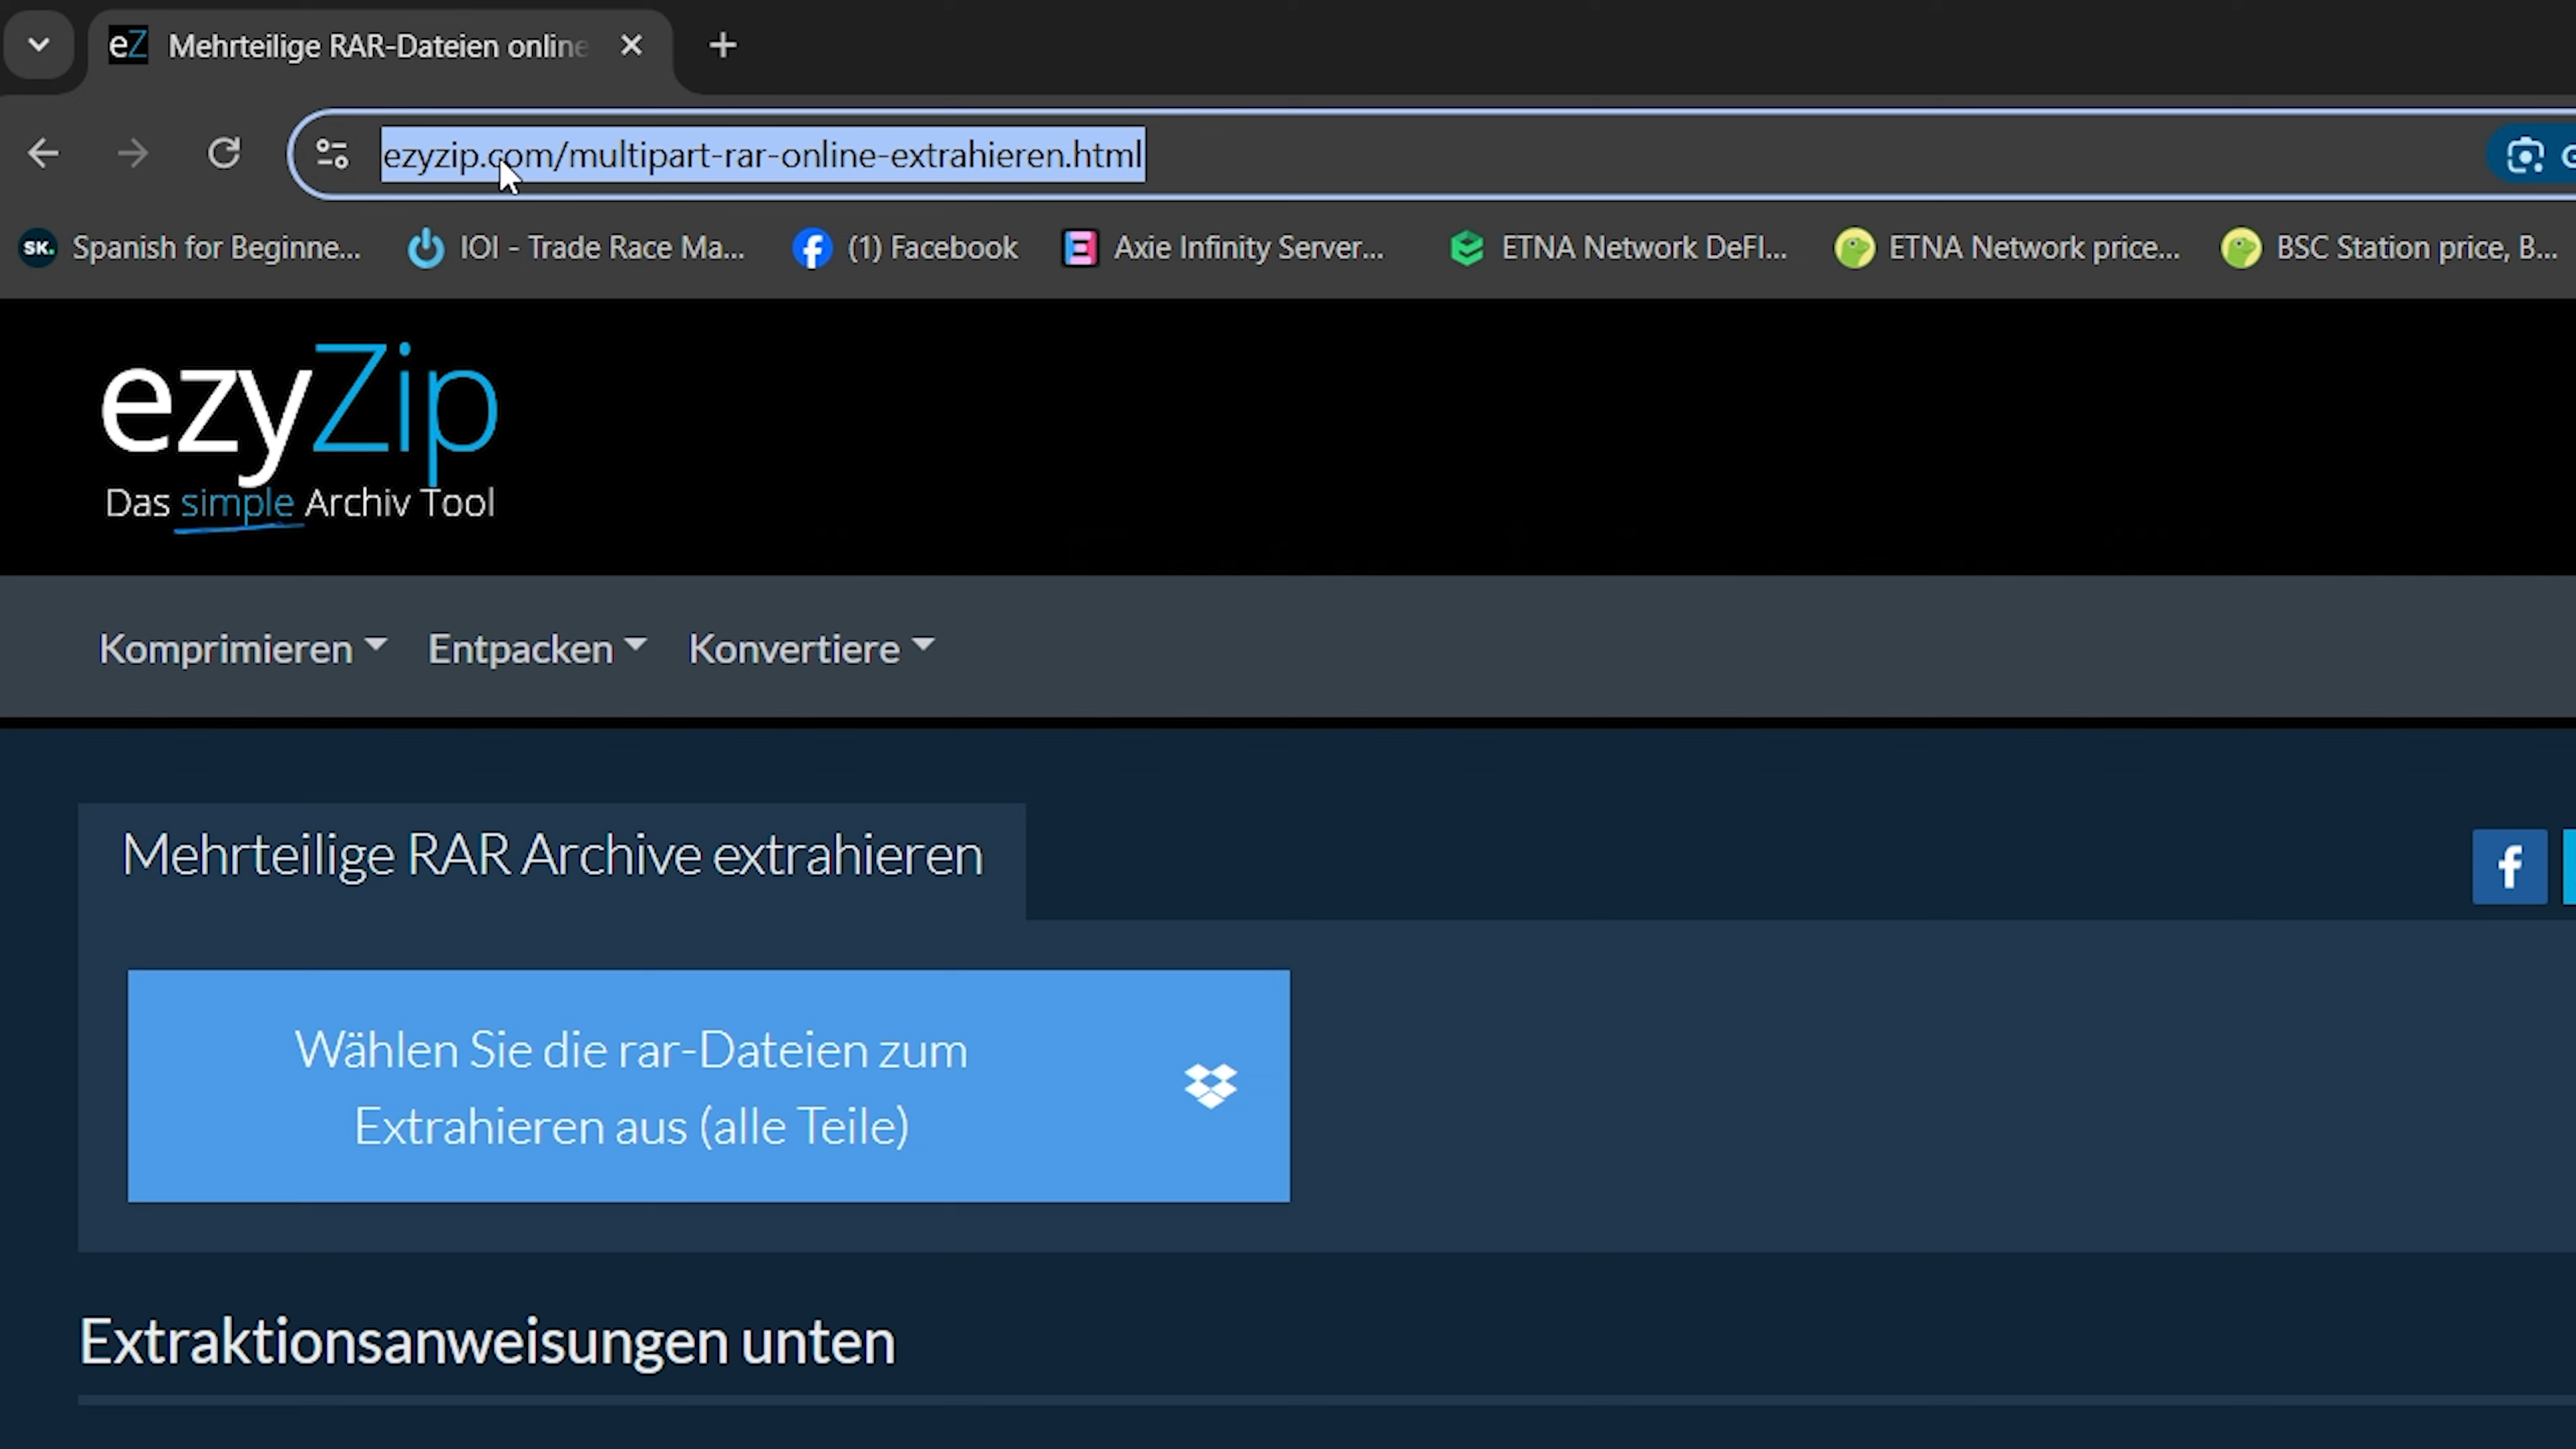 eZ Mehrteilige RAR-Dateien online
ezyzip.com/multipart-rar-online-extrahieren.html
G
SK. Spanish for Beginne... IOI - Trade Race Ma... (1) Facebook Axie Infinity Server... ETNA Network DeFI... ETNA Network price... BSC Station price, B...
ezyZip
Das simple Archiv Tool
Komprimieren Entpacken Konvertiere
Mehrteilige RAR Archive extrahieren
Wählen Sie die rar-Dateien zum
Extrahieren aus (alle Teile)
Extraktionsanweisungen unten